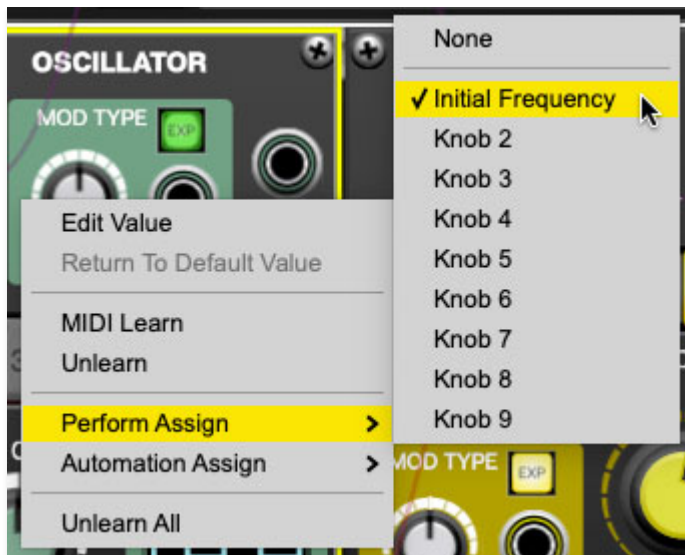 OSCILLATOR
MOD TYPE
EXP
Edit Value
Return To Default Value
MIDI Learn
Unlearn
Perform Assign
Automation Assign
Unlearn All
None
✓ Initial Frequency
Knob 2
Knob 3
Knob 4
Knob 5
Knob 6
Knob 7
Knob 8
Knob 9
MOD TYPE
EXP